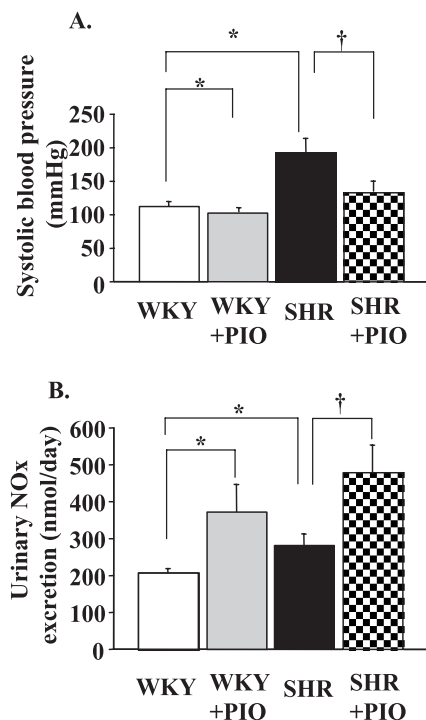 A.
* †
*
Systolic blood pressure
(mmHg)
250
200
150
100
50
0
WKY WKY SHR SHR
+PIO +PIO
B.
* †
*
Urinary NOx
excretion (nmol/day)
600
500
400
300
200
100
0
WKY WKY SHR SHR
+PIO +PIO